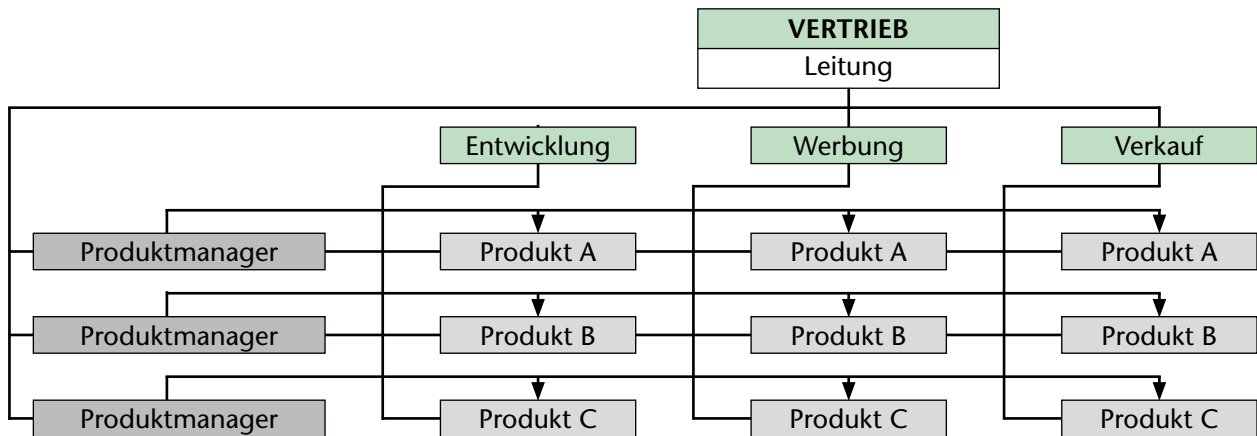 VERTRIEB
Leitung
Entwicklung Werbung Verkauf
Produktmanager Produkt A Produkt A Produkt A
Produktmanager Produkt B Produkt B Produkt B
Produktmanager Produkt C Produkt C Produkt C